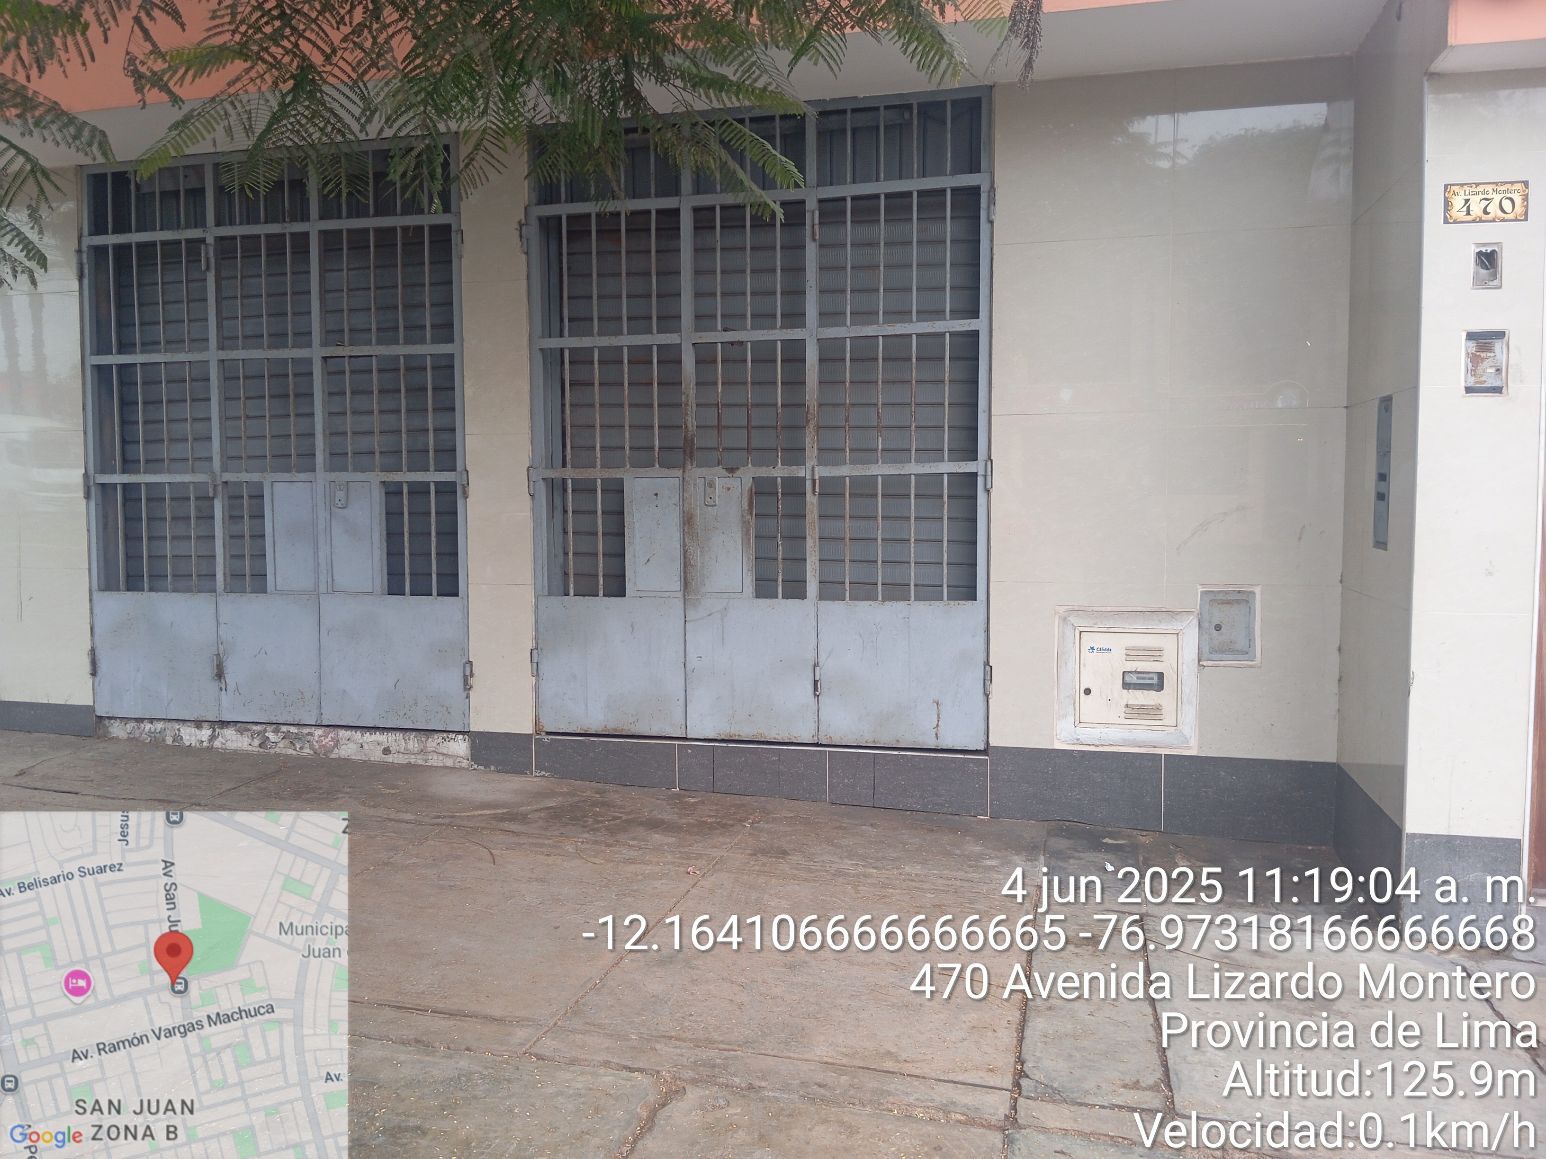 Av. Lizardo Montero
470
CÁLIDDA
Jesus
Av. Belisario Suarez
Av San Ju
Municipa
Juan
Av. Ramón Vargas Machuca
Av.
SAN JUAN
ZONA B
Google
4 jun 2025 11:19:04 a. m.
-12.164106666666665 -76.97318166666668
470 Avenida Lizardo Montero
Provincia de Lima
Altitud:125.9m
Velocidad:0.1km/h